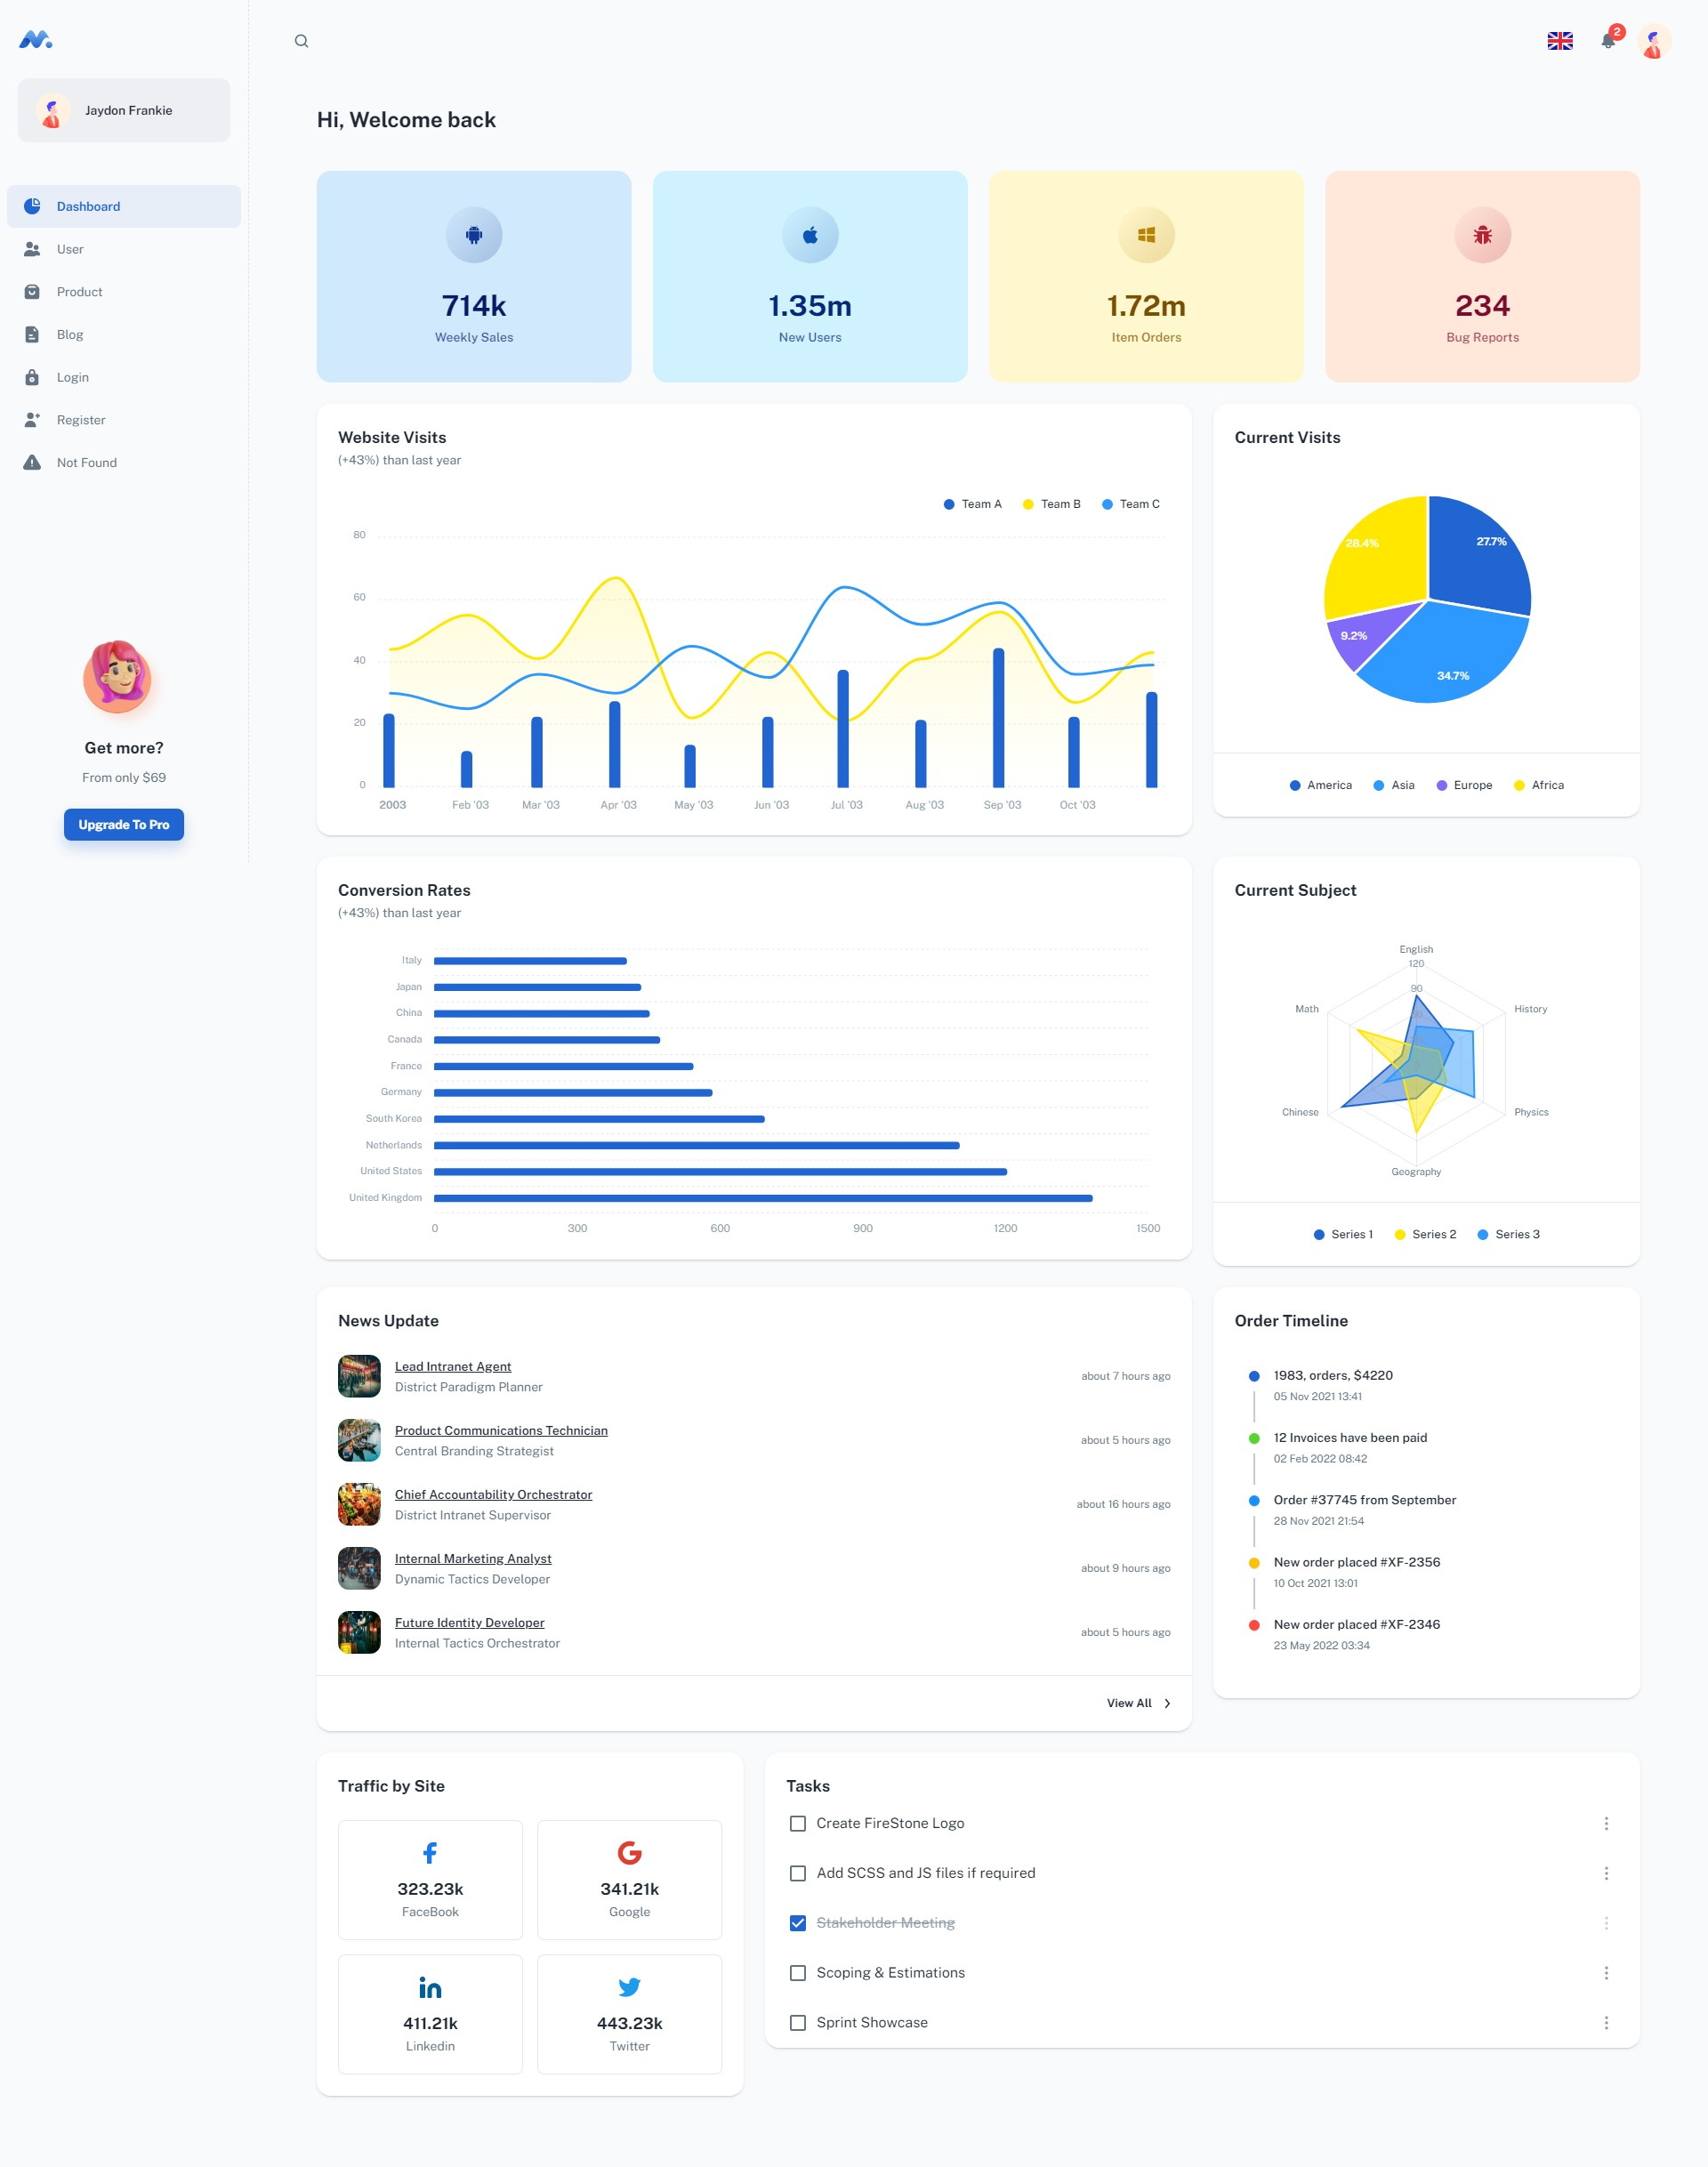 2
Jaydon Frankie
Dashboard
User
Product
Blog
Login
Register
Not Found
Get more?
From only $69
Upgrade To Pro
Hi, Welcome back
714k
Weekly Sales
1.35m
New Users
1.72m
Item Orders
234
Bug Reports
Website Visits
(+43%) than last year
Team A Team B Team C
80
60
40
20
0
2003 Feb '03 Mar '03 Apr '03 May '03 Jun '03 Jul '03 Aug '03 Sep '03 Oct '03
Current Visits
28.4% 27.7%
9.2%
34.7%
America Asia Europe Africa
Conversion Rates
(+43%) than last year
Italy
Japan
China
Canada
France
Germany
South Korea
Netherlands
United States
United Kingdom
0 300 600 900 1200 1500
Current Subject
English
120
90
Math History
Chinese Physics
Geography
Series 1 Series 2 Series 3
News Update
Lead Intranet Agent
District Paradigm Planner
about 7 hours ago
Product Communications Technician
Central Branding Strategist
about 5 hours ago
Chief Accountability Orchestrator
District Intranet Supervisor
about 16 hours ago
Internal Marketing Analyst
Dynamic Tactics Developer
about 9 hours ago
Future Identity Developer
Internal Tactics Orchestrator
about 5 hours ago
View All
Order Timeline
1983, orders, $4220
05 Nov 2021 13:41
12 Invoices have been paid
02 Feb 2022 08:42
Order #37745 from September
28 Nov 2021 21:54
New order placed #XF-2356
10 Oct 2021 13:01
New order placed #XF-2346
23 May 2022 03:34
Traffic by Site
323.23k
FaceBook
341.21k
Google
411.21k
Linkedin
443.23k
Twitter
Tasks
Create FireStone Logo
Add SCSS and JS files if required
Stakeholder Meeting
Scoping & Estimations
Sprint Showcase